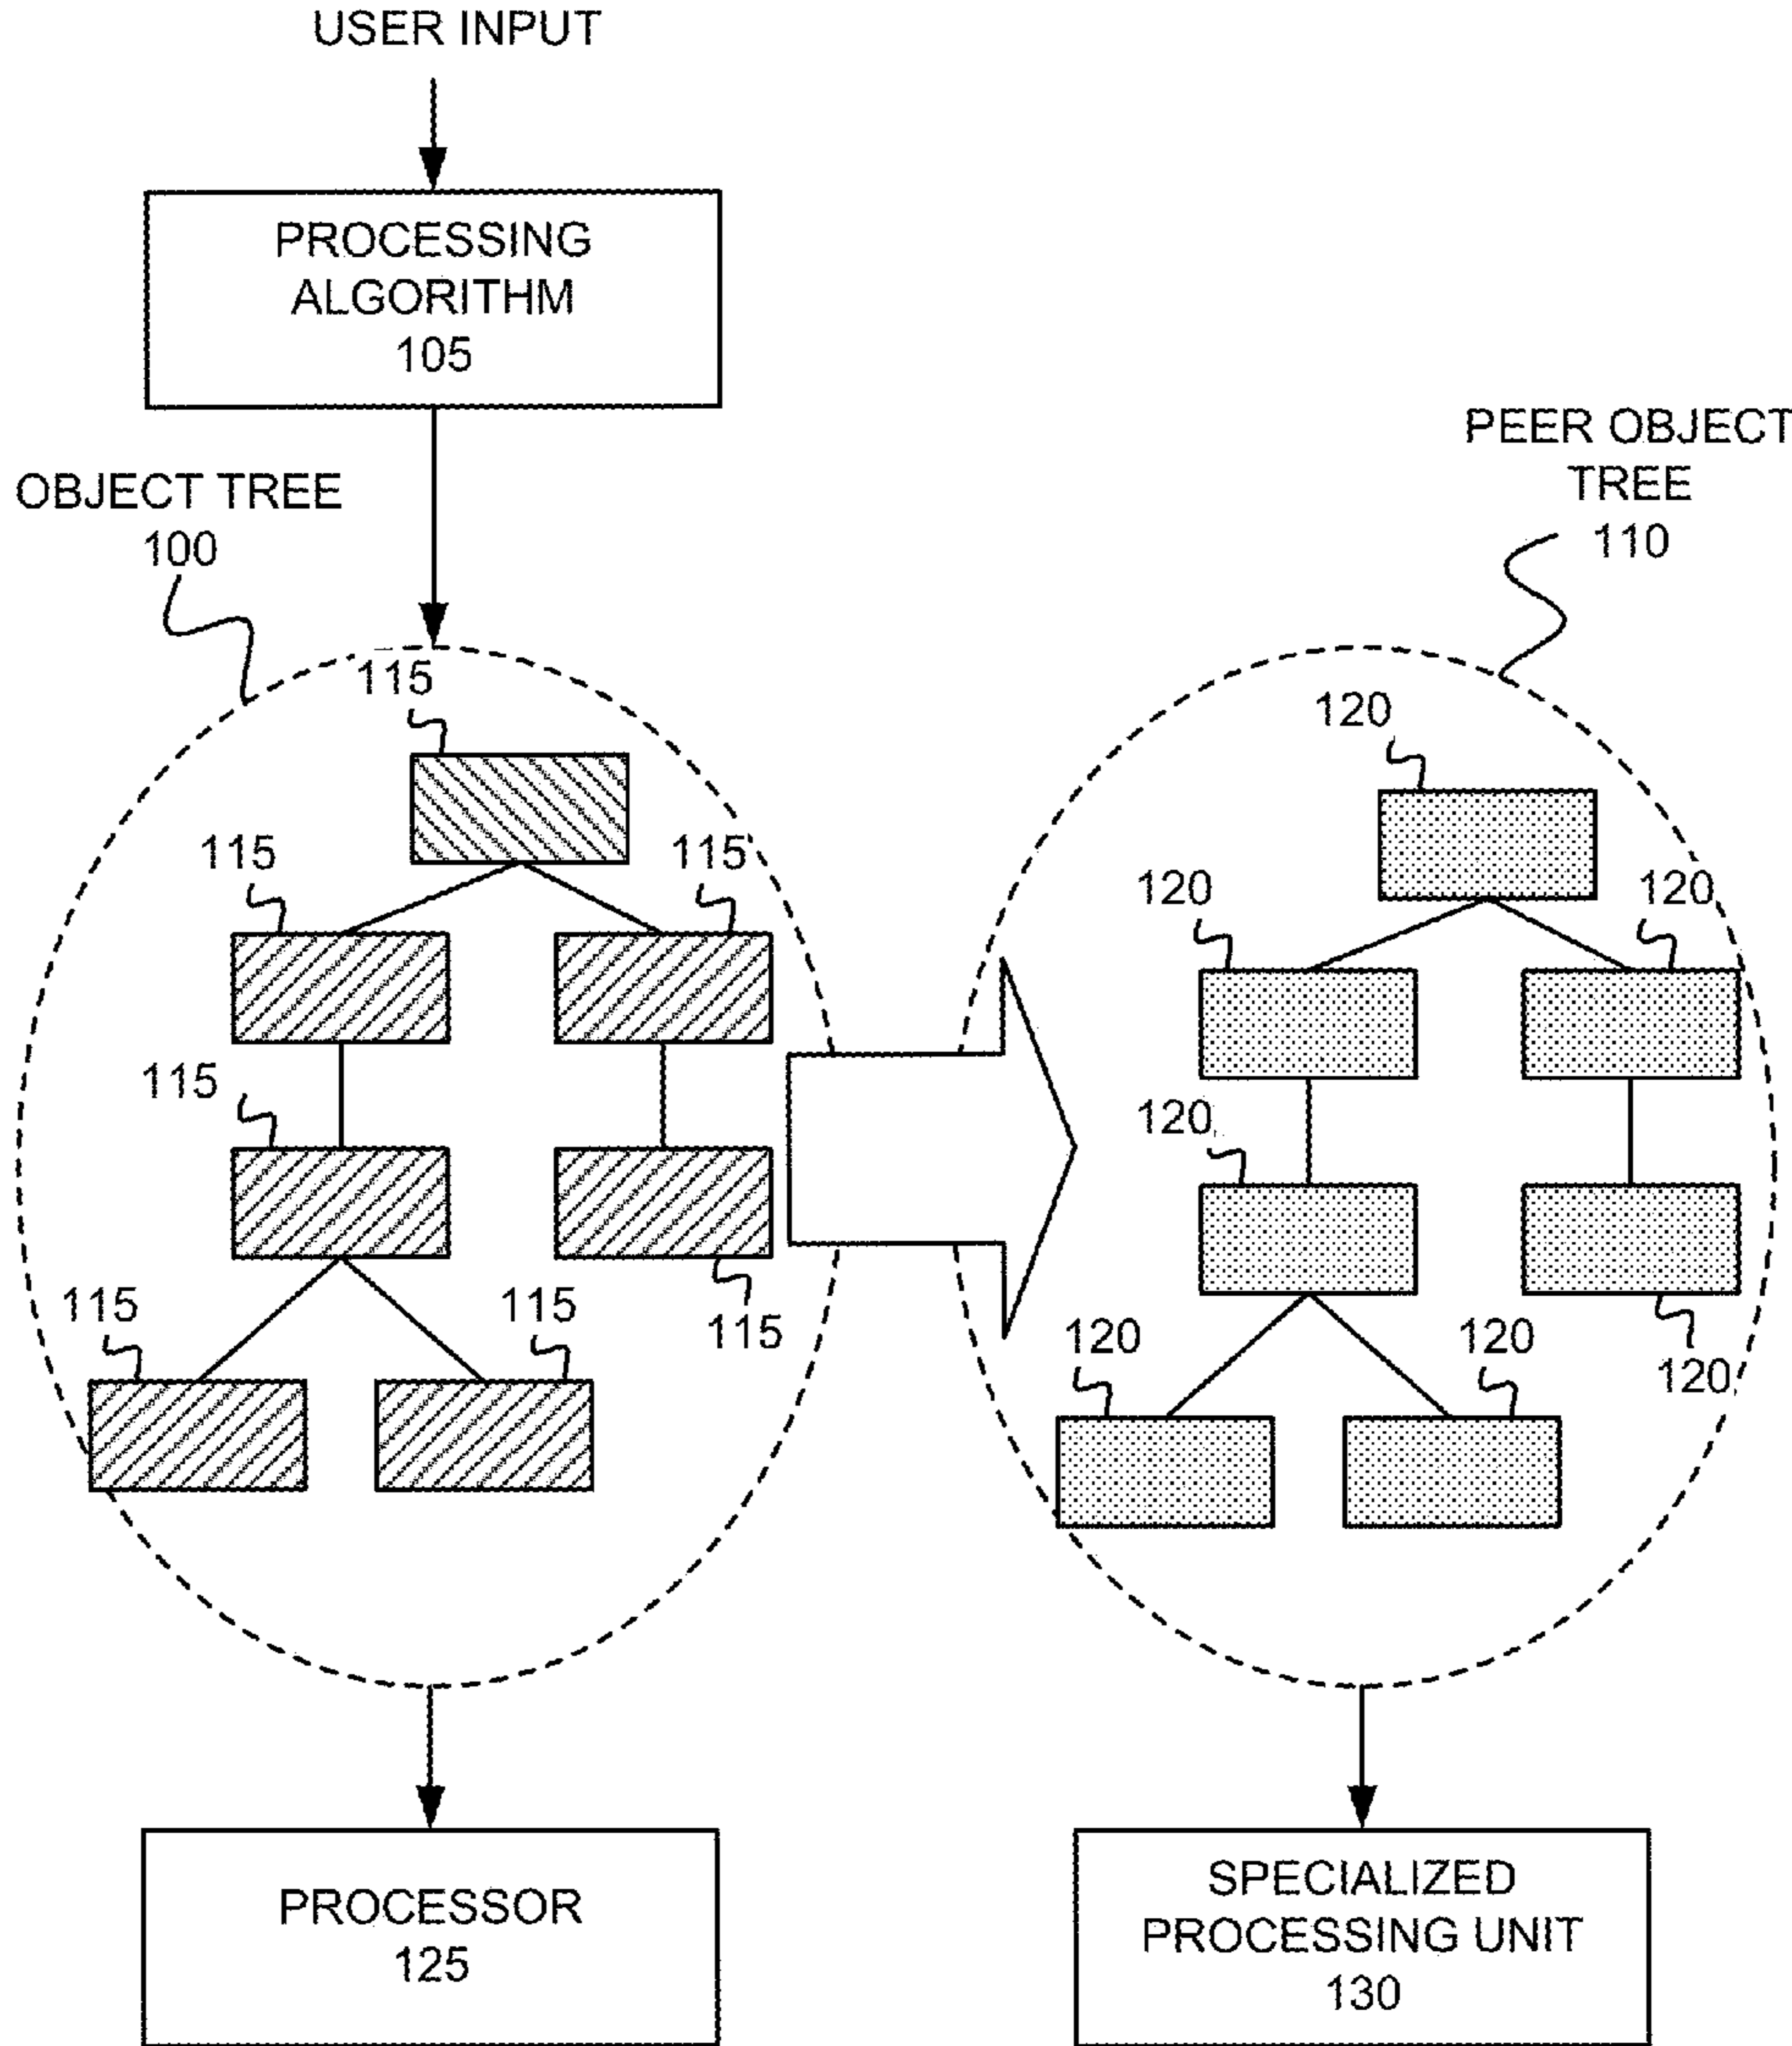 USER INPUT
PROCESSING
ALGORITHM
105
PEER OBJECT
TREE
110
OBJECT TREE
100
115
120
115
115
120
120
115
120
115
115
115
120
120
120
PROCESSOR
125
SPECIALIZED
PROCESSING UNIT
130